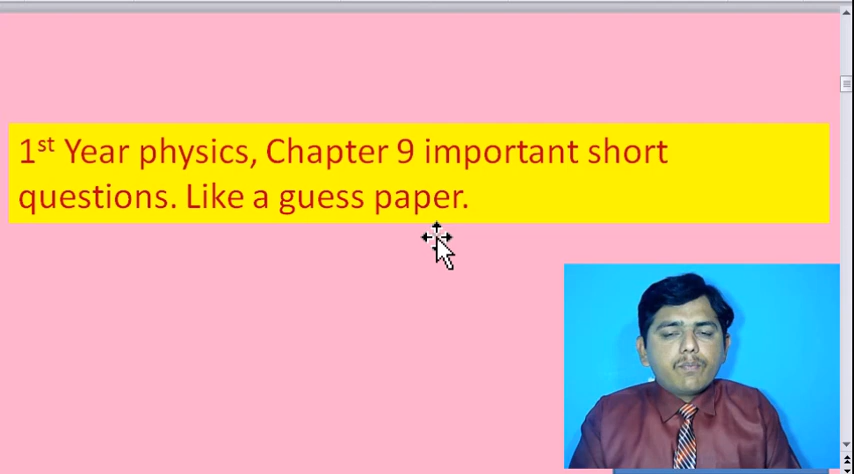 1st Year physics, Chapter 9 important short
questions. Like a guess paper.